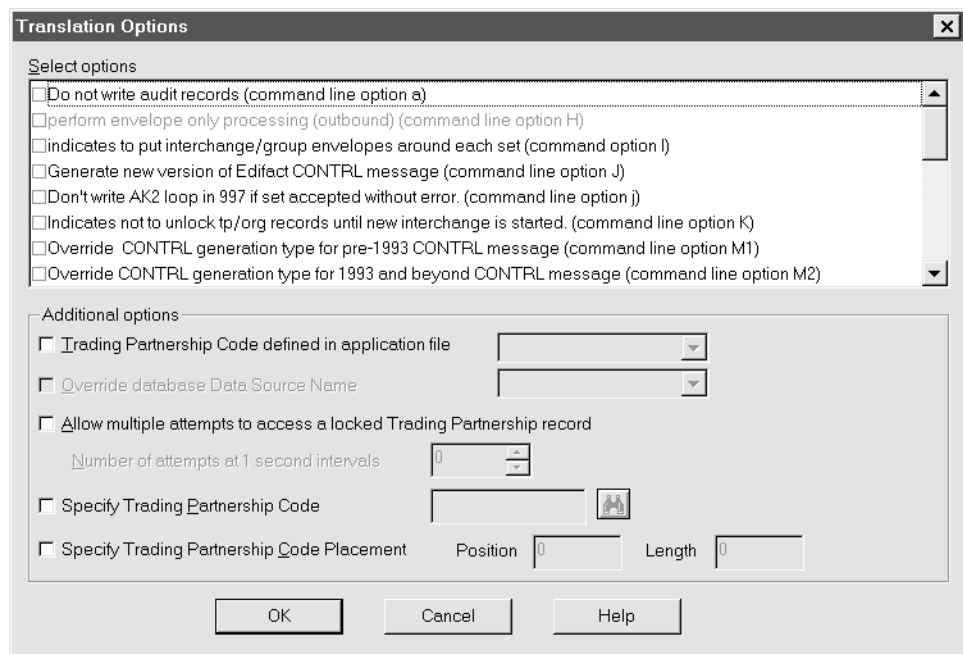 Translation Options
Select options
Do not write audit records (command line option a)
perform envelope only processing (outbound) (command line option H)
indicates to put interchange/group envelopes around each set (command option I)
Generate new version of Edifact CONTRL message (command line option J)
Don't write AK2 loop in 997 if set accepted without error. (command line option j)
Indicates not to unlock tp/org records until new interchange is started. (command line option K)
Override  CONTRL generation type for pre-1993 CONTRL message (command line option M1)
Override CONTRL generation type for 1993 and beyond CONTRL message (command line option M2)
Additional options
Trading Partnership Code defined in application file
Override database Data Source Name
Allow multiple attempts to access a locked Trading Partnership record
Number of attempts at 1 second intervals 0
Specify Trading Partnership Code
Specify Trading Partnership Code Placement Position 0 Length 0
OK Cancel Help